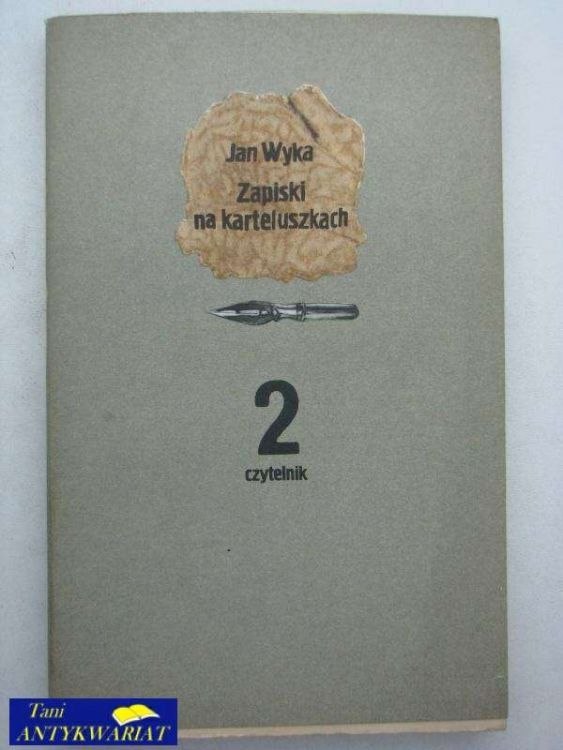 Jan Wyka
Zapiski
na karteluszkach
2
czytelnik
Tani
ANTYKWARIAT